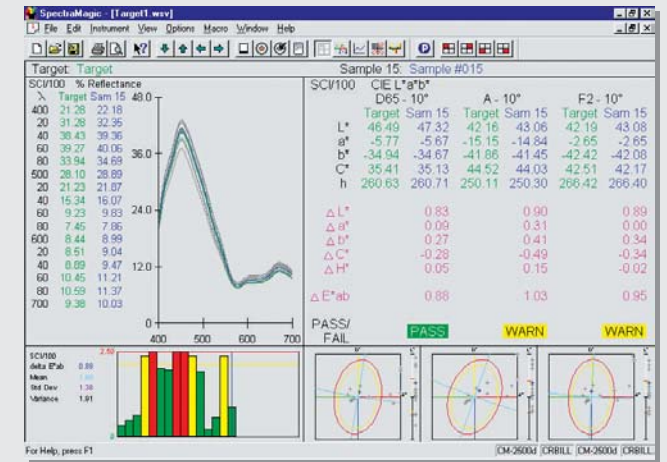 SpectraMagic - [Target1.wsv]
File Edit Instrument View Options Macro Window Help
Target: Target
Sample 15: Sample #015
SCI/100 % Reflectance
λ Target Sam 15
400 21.28 22.18
20 31.28 32.35
40 38.43 39.36
60 39.27 40.06
80 33.94 34.69
500 28.10 28.89
20 21.23 21.87
40 15.34 16.07
60 9.23 9.83
80 7.45 7.86
600 8.44 8.99
20 8.51 9.04
40 8.89 9.47
60 10.45 11.21
80 10.59 11.37
700 9.38 10.03
48.0
36.0
24.0
12.0
0
400 500 600 700
SCI/100 CIE L*a*b*
D65 - 10° A - 10° F2 - 10°
Target Sam 15 Target Sam 15 Target Sam 15
L* 46.49 47.32 42.16 43.06 42.19 43.08
a* -5.77 -5.67 -15.15 -14.84 -2.65 -2.65
b* -34.94 -34.67 -41.86 -41.45 -42.42 -42.08
C* 35.41 35.13 44.52 44.03 42.51 42.17
h 260.63 260.71 250.11 250.30 266.42 266.40
Δ L* 0.83 0.90 0.89
Δ a* 0.09 0.31 0.00
Δ b* 0.27 0.41 0.34
Δ C* -0.28 -0.49 -0.34
Δ H* 0.05 0.15 -0.02
Δ E*ab 0.88 1.03 0.95
PASS/
FAIL PASS WARN WARN
SCI/100
delta E*ab 0.88
Mean
Std Dev 1.38
Variance 1.91
2.50
0
For Help, press F1
CM-2600d CRBILL CM-2600d CRBILL